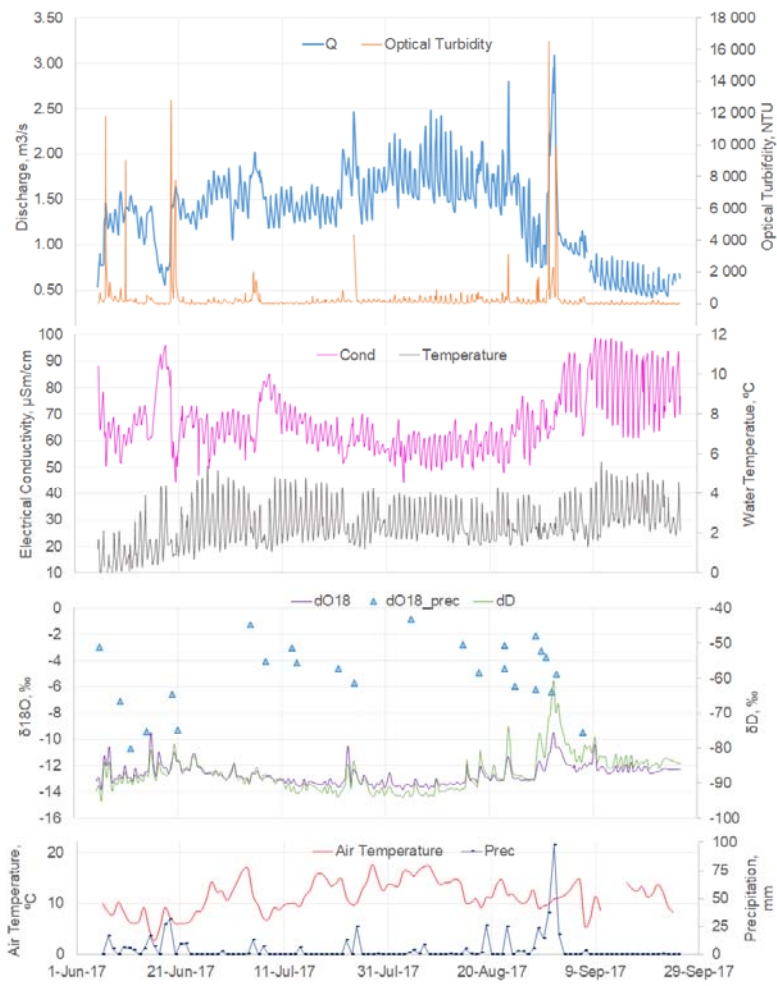 3.50
3.00
2.50
2.00
1.50
1.00
0.50
Discharge, m3/s
Q
Optical Turbidity
18 000
16 000
14 000
12 000
10 000
8 000
6 000
4 000
2 000
0
Optical Turbifdity, NTU
100
90
80
70
60
50
40
30
20
10
Electrical Conductivity, µSm/cm
Cond
Temperature
12
10
8
6
4
2
0
Water Temperatue, ºC
0
-2
-4
-6
-8
-10
-12
-14
-16
δ18O, ‰
dO18
dO18_prec
dD
-40
-50
-60
-70
-80
-90
-100
δD, ‰
20
10
0
Air Temperature, ºC
Air Temperature
Prec
100
75
50
25
0
Precipitation, mm
1-Jun-17
21-Jun-17
11-Jul-17
31-Jul-17
20-Aug-17
9-Sep-17
29-Sep-17